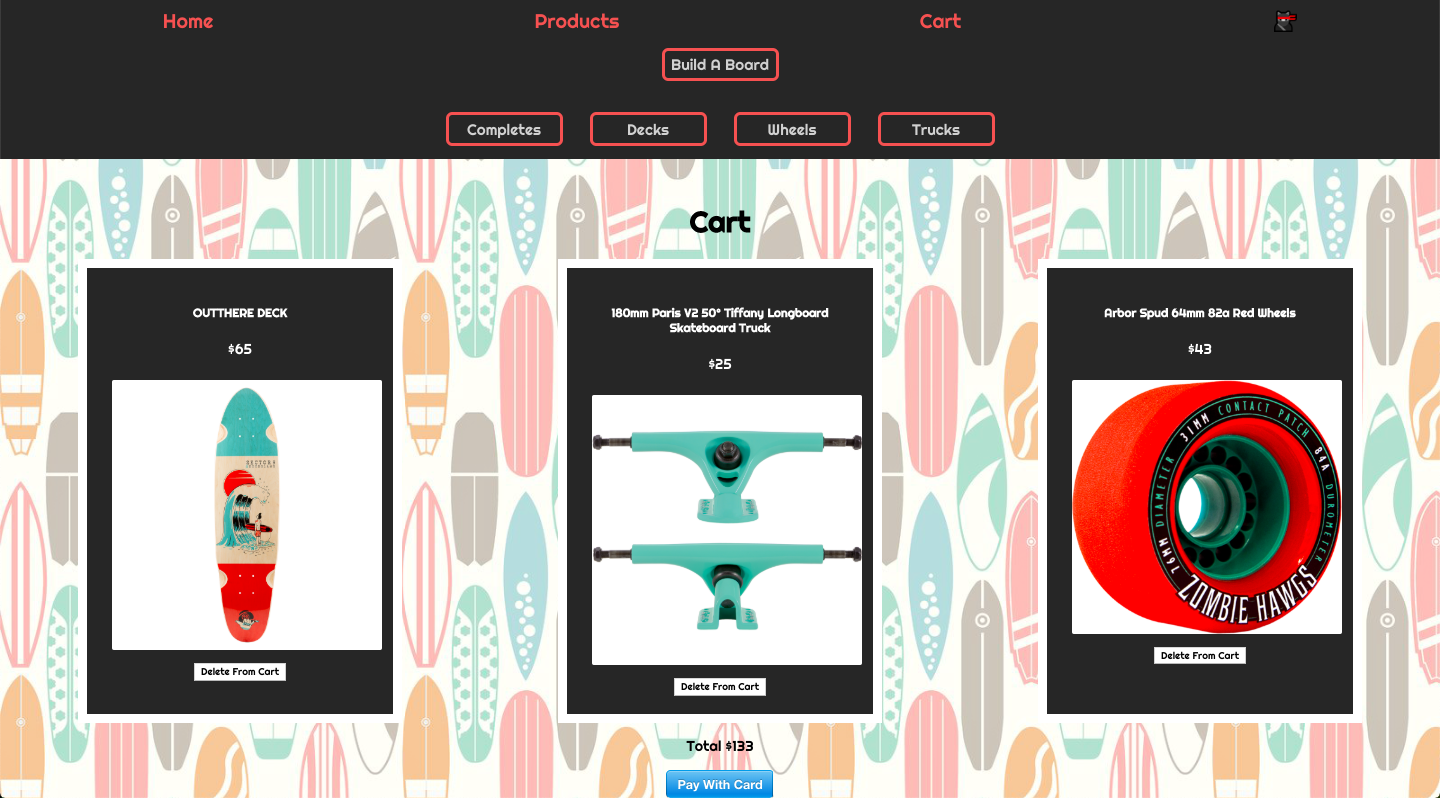 Home
Products
Cart
Build A Board
Completes
Decks
Wheels
Trucks
Cart
OUTTHERE DECK
$65
SECTOR9
Delete From Cart
180mm Paris V2 50° Tiffany Longboard
Skateboard Truck
$25
Delete From Cart
Arbor Spud 64mm 82a Red Wheels
$43
76MM DIAMETER 31MM CONTACT PATCH 84A DUROMETER
ZOMBIE HAWGS
Delete From Cart
Total $133
Pay With Card